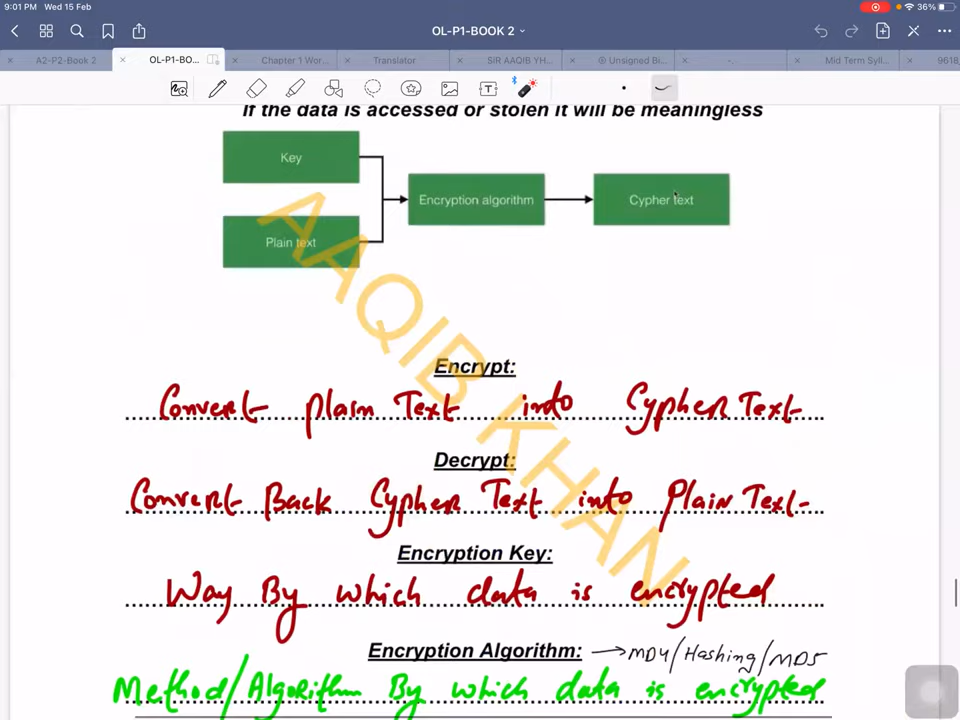 9:01 PM Wed 15 Feb
36%
OL-P1-BOOK 2
A2-P2-Book 2
OL-P1-BO...
Chapter 1 Wor...
Translator
SIR AAQIB YH...
Unsigned Bi...
-.
Mid Term Syll...
9618,
If the data is accessed or stolen it will be meaningless
Key
Encryption algorithm
Cypher text
Plain text
AAQIB KHAN
Encrypt:
Convert plain Text into Cypher Text
Decrypt:
Convert Back Cypher Text into Plain Text
Encryption Key:
Way By which data is encrypted
Encryption Algorithm: →MD4/Hashing/MD5
Method/Algorithm By which data is encrypted